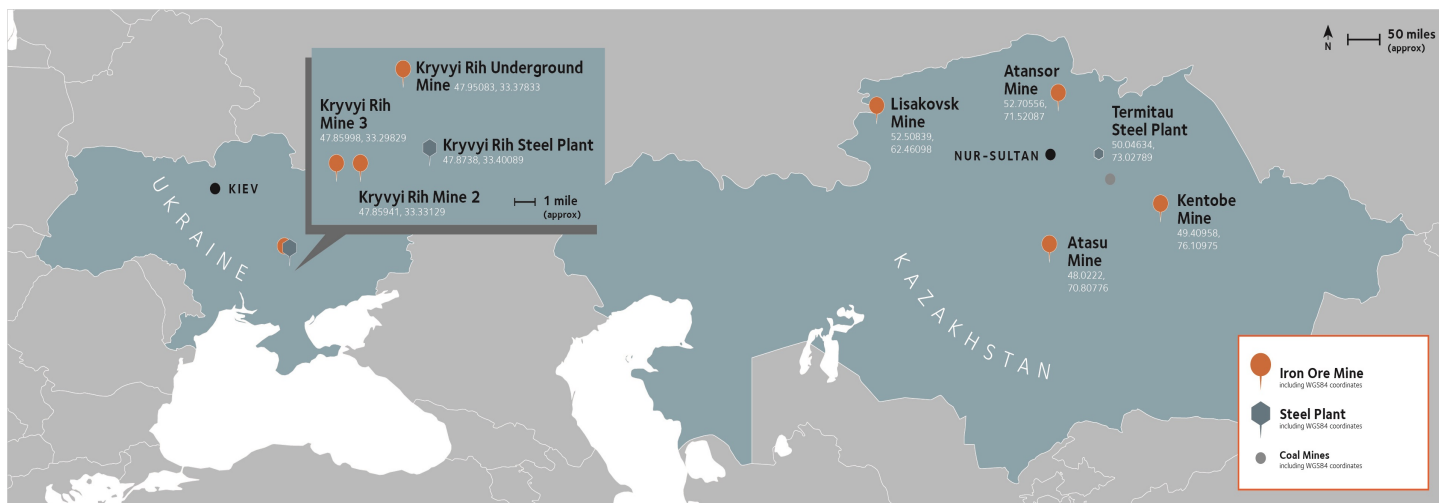 Kryvyi Rih Underground
Mine 47.95083, 33.37833
Kryvyi Rih
Mine 3
47.85998, 33.29829
Kryvyi Rih Steel Plant
47.8738, 33.40089
Kryvyi Rih Mine 2
47.85941, 33.33129
1 mile
(approx)
KIEV
UKRAINE
N
50 miles
(approx)
Lisakovsk
Mine
52.50839,
62.46098
Atansor
Mine
52.70556,
71.52087
Termitau
Steel Plant
50.04634,
73.02789
NUR-SULTAN
Kentobe
Mine
49.40958,
76.10975
Atasu
Mine
48.0222,
70.80776
KAZAKHSTAN
Iron Ore Mine
including WGS84 coordinates
Steel Plant
including WGS84 coordinates
Coal Mines
including WGS84 coordinates